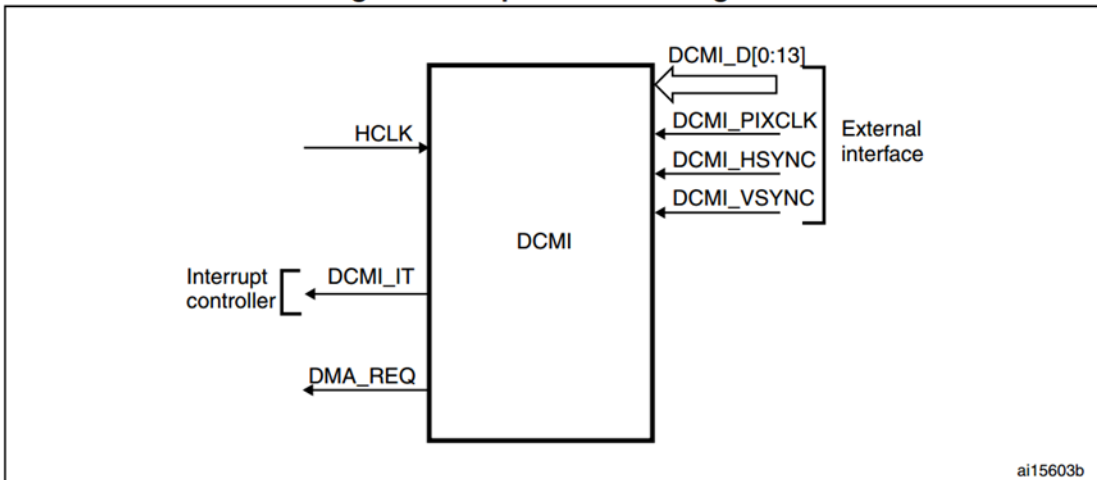 DCMI_D[0:13]
DCMI_PIXCLK
DCMI_HSYNC
DCMI_VSYNC
External
interface
HCLK
DCMI
Interrupt
controller
DCMI_IT
DMA_REQ
ai15603b